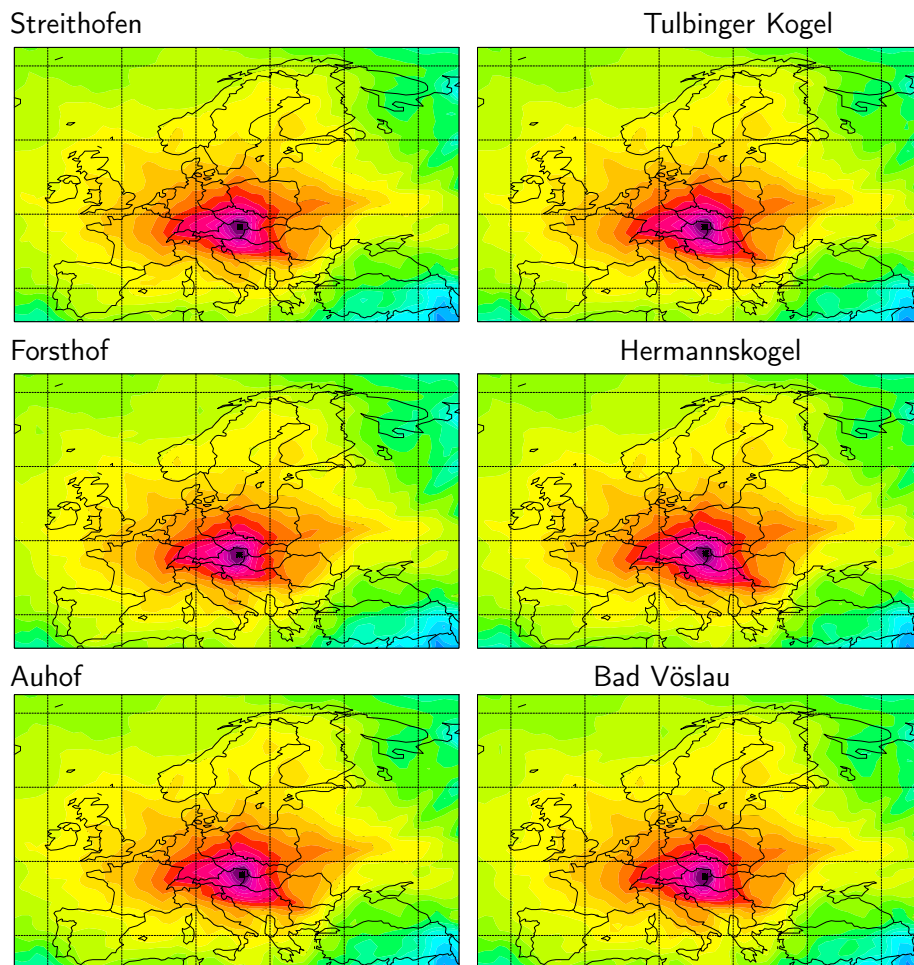 Streithofen
Tulbinger Kogel
Forsthof
Hermannskogel
Auhof
Bad Vöslau